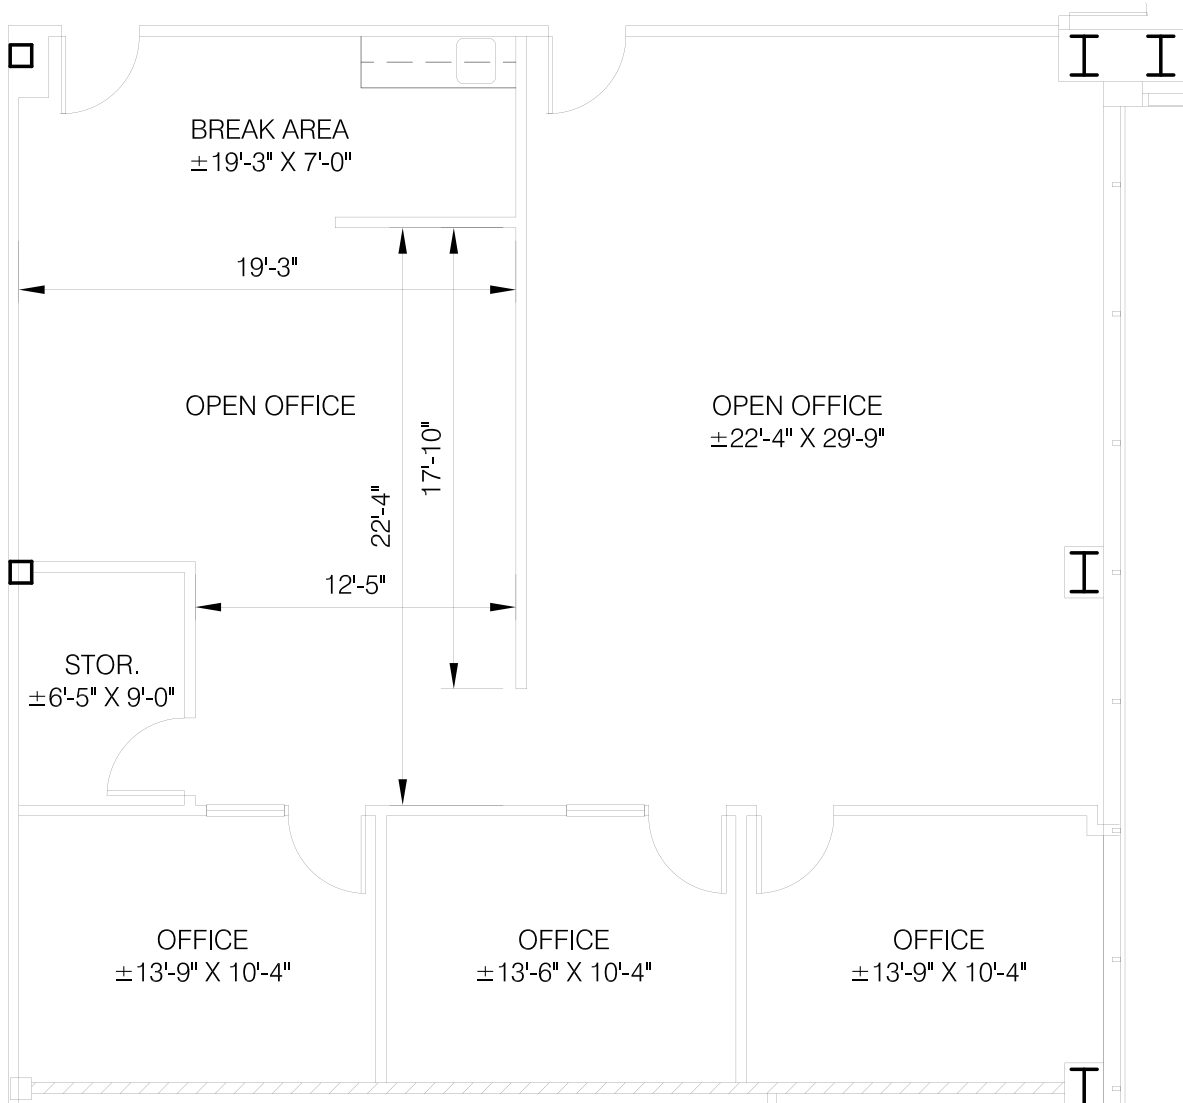 BREAK AREA
±19'-3" X 7'-0"
19'-3"
OPEN OFFICE
OPEN OFFICE
±22'-4" X 29'-9"
17'-10"
22'-4"
12'-5"
STOR.
±6'-5" X 9'-0"
OFFICE
±13'-9" X 10'-4"
OFFICE
±13'-6" X 10'-4"
OFFICE
±13'-9" X 10'-4"